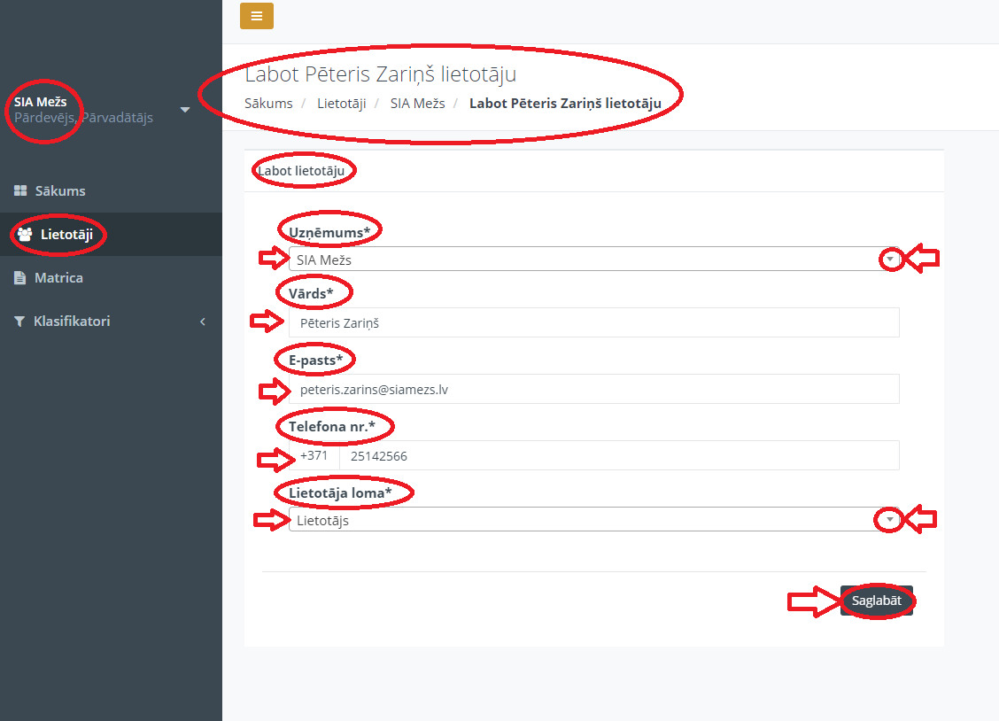 SIA Mežs
Pārdevējs, Pārvadātājs
Sākums
Lietotāji
Matrica
Klasifikatori
Labot Pēteris Zariņš lietotāju
Sākums / Lietotāji / SIA Mežs / Labot Pēteris Zariņš lietotāju
Labot lietotāju
Uzņēmums*
SIA Mežs
Vārds*
Pēteris Zariņš
E-pasts*
peteris.zarins@siamezs.lv
Telefona nr.*
+371 25142566
Lietotāja loma*
Lietotājs
Saglabāt